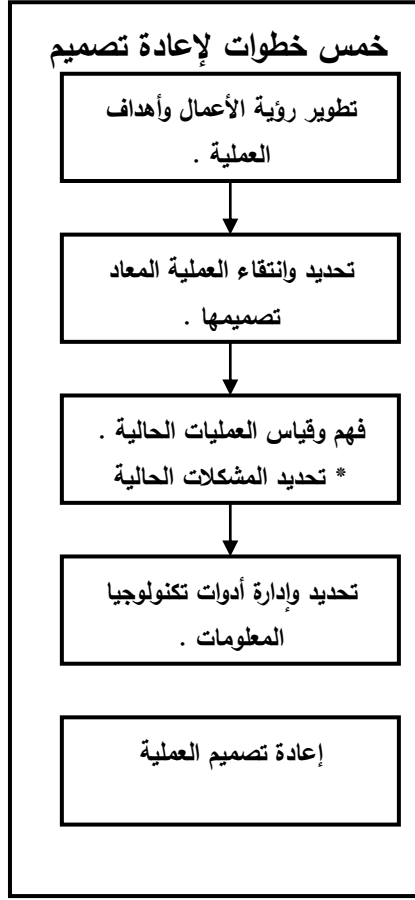 خمس خطوات لإعادة تصميم
تطوير رؤية الأعمال وأهداف
العملية .
تحديد وانتقاء العملية المعاد
تصميمها .
فهم وقياس العمليات الحالية .
* تحديد المشكلات الحالية
تحديد وإدارة أدوات تكنولوجيا
المعلومات .
إعادة تصميم العملية